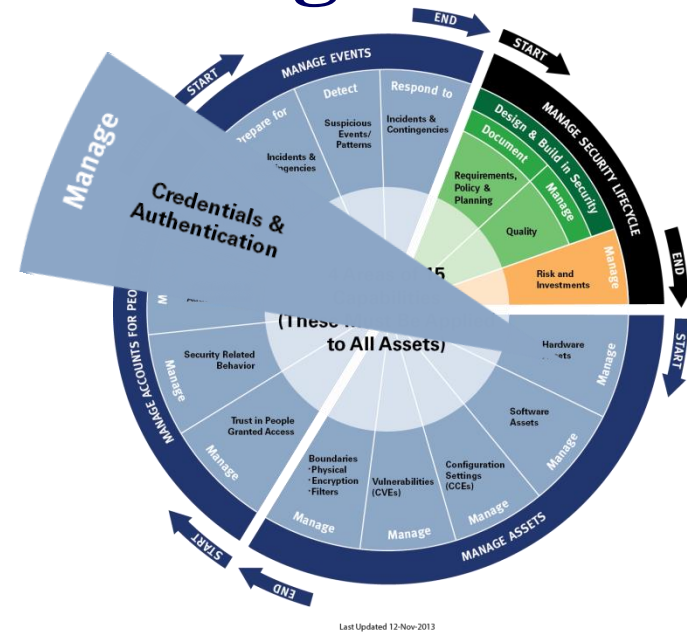 END
START
MANAGE EVENTS
START
Respond to
Incidents &
Contingencies
Detect
Suspicious
Events/
Patterns
Incidents &
MANAGE SECURITY LIFECYCLE
Design & Build in Security
Document
Requirements,
Policy &
Planning
Manage
Quality
Manage
Risk and
Investments
END
Manage
Credentials &
Authentication
15
(These
to All Assets)
START
Hardware
Manage
Software
Assets
Manage
Configuration
Settings
(CCEs)
Manage
Vulnerabilities
(CVEs)
Manage
Boundaries
•Physical
•Encryption
•Filters
Manage
MANAGE ASSETS
END
MANAGE ACCOUNTS FOR
Security Related
Behavior
Manage
Trust in People
Granted Access
Manage
START
Last Updated 12-Nov-2013